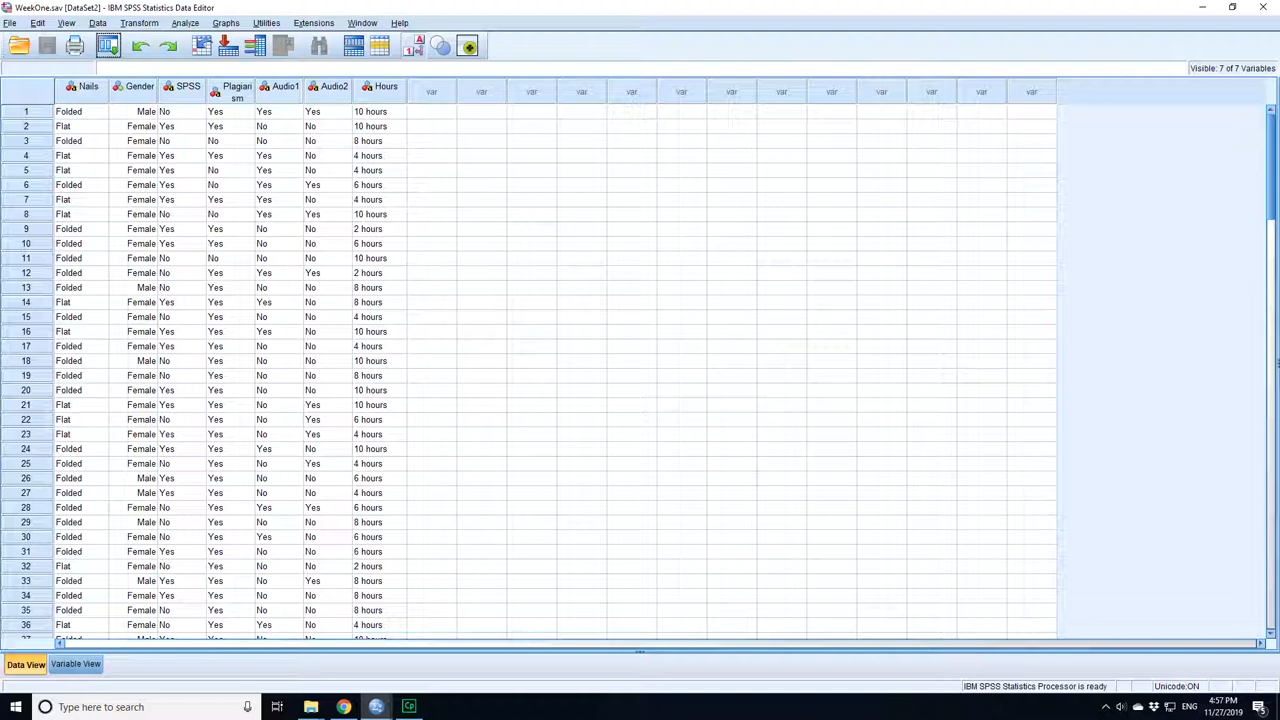 WeekOne.sav [DataSet2] - IBM SPSS Statistics Data Editor
File Edit View Data Transform Analyze Graphs Utilities Extensions Window Help
Visible: 7 of 7 Variables
Nails Gender SPSS Plagiari sm Audio1 Audio2 Hours var var var var var var var var var var var var var
1 Folded Male No Yes Yes Yes 10 hours
2 Flat Female Yes Yes No No 10 hours
3 Folded Female No No No No 8 hours
4 Flat Female Yes Yes Yes No 4 hours
5 Flat Female Yes No Yes No 4 hours
6 Folded Female Yes No Yes Yes 6 hours
7 Flat Female Yes Yes Yes No 4 hours
8 Flat Female No No Yes Yes 10 hours
9 Folded Female Yes Yes No No 2 hours
10 Folded Female Yes Yes No No 6 hours
11 Folded Female No No No No 10 hours
12 Folded Female No Yes Yes Yes 2 hours
13 Folded Male No Yes No No 8 hours
14 Flat Female Yes Yes Yes No 8 hours
15 Folded Female No Yes No No 4 hours
16 Flat Female Yes Yes Yes No 10 hours
17 Folded Female Yes Yes No No 4 hours
18 Folded Male No Yes No No 10 hours
19 Folded Female No Yes No No 8 hours
20 Folded Female Yes Yes No No 10 hours
21 Flat Female Yes Yes No Yes 10 hours
22 Flat Female No Yes No Yes 6 hours
23 Flat Female Yes Yes No Yes 4 hours
24 Folded Female Yes Yes Yes No 10 hours
25 Folded Female No Yes No Yes 4 hours
26 Folded Male Yes Yes No No 6 hours
27 Folded Male Yes Yes No No 4 hours
28 Folded Female No Yes Yes Yes 6 hours
29 Folded Male No Yes No No 8 hours
30 Folded Female No Yes Yes No 6 hours
31 Folded Female Yes Yes No No 6 hours
32 Flat Female No Yes No No 2 hours
33 Folded Male Yes Yes No Yes 8 hours
34 Folded Female Yes Yes No No 8 hours
35 Folded Female No Yes No No 8 hours
36 Flat Female No Yes Yes No 4 hours
Data View Variable View
IBM SPSS Statistics Processor is ready Unicode:ON
Type here to search
Cp
ENG
4:57 PM
11/27/2019